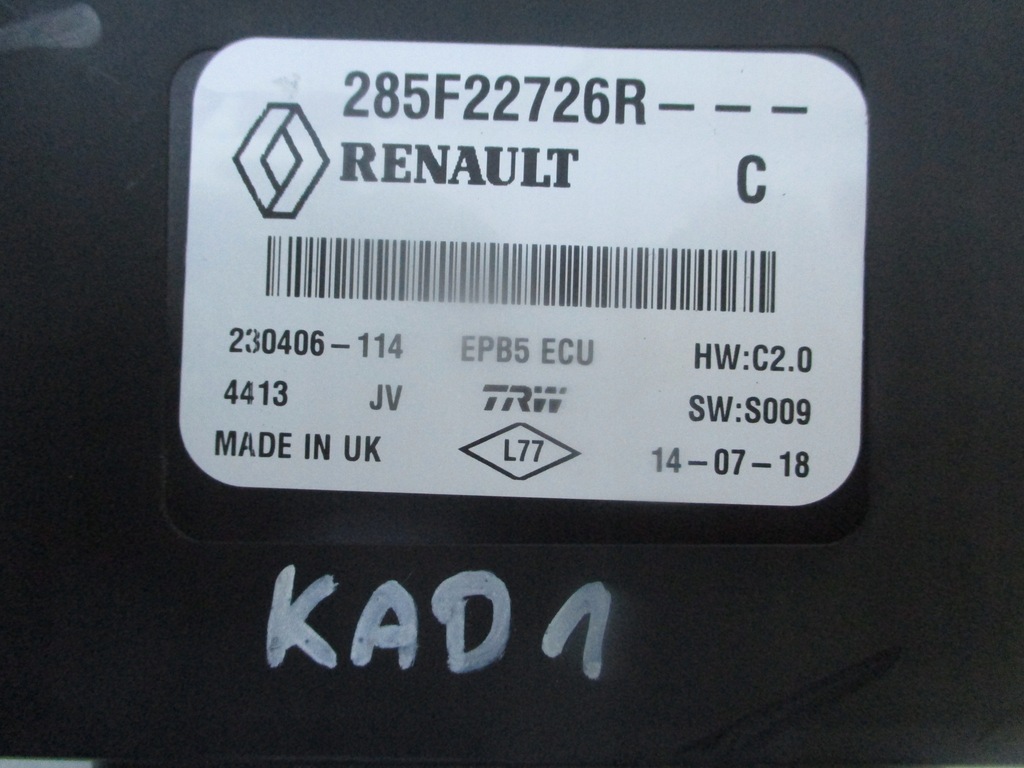 285F22726R---
RENAULT C
230406-114 EPB5 ECU HW:C2.0
4413 JV TRW SW:S009
MADE IN UK L77 14-07-18
KAD1